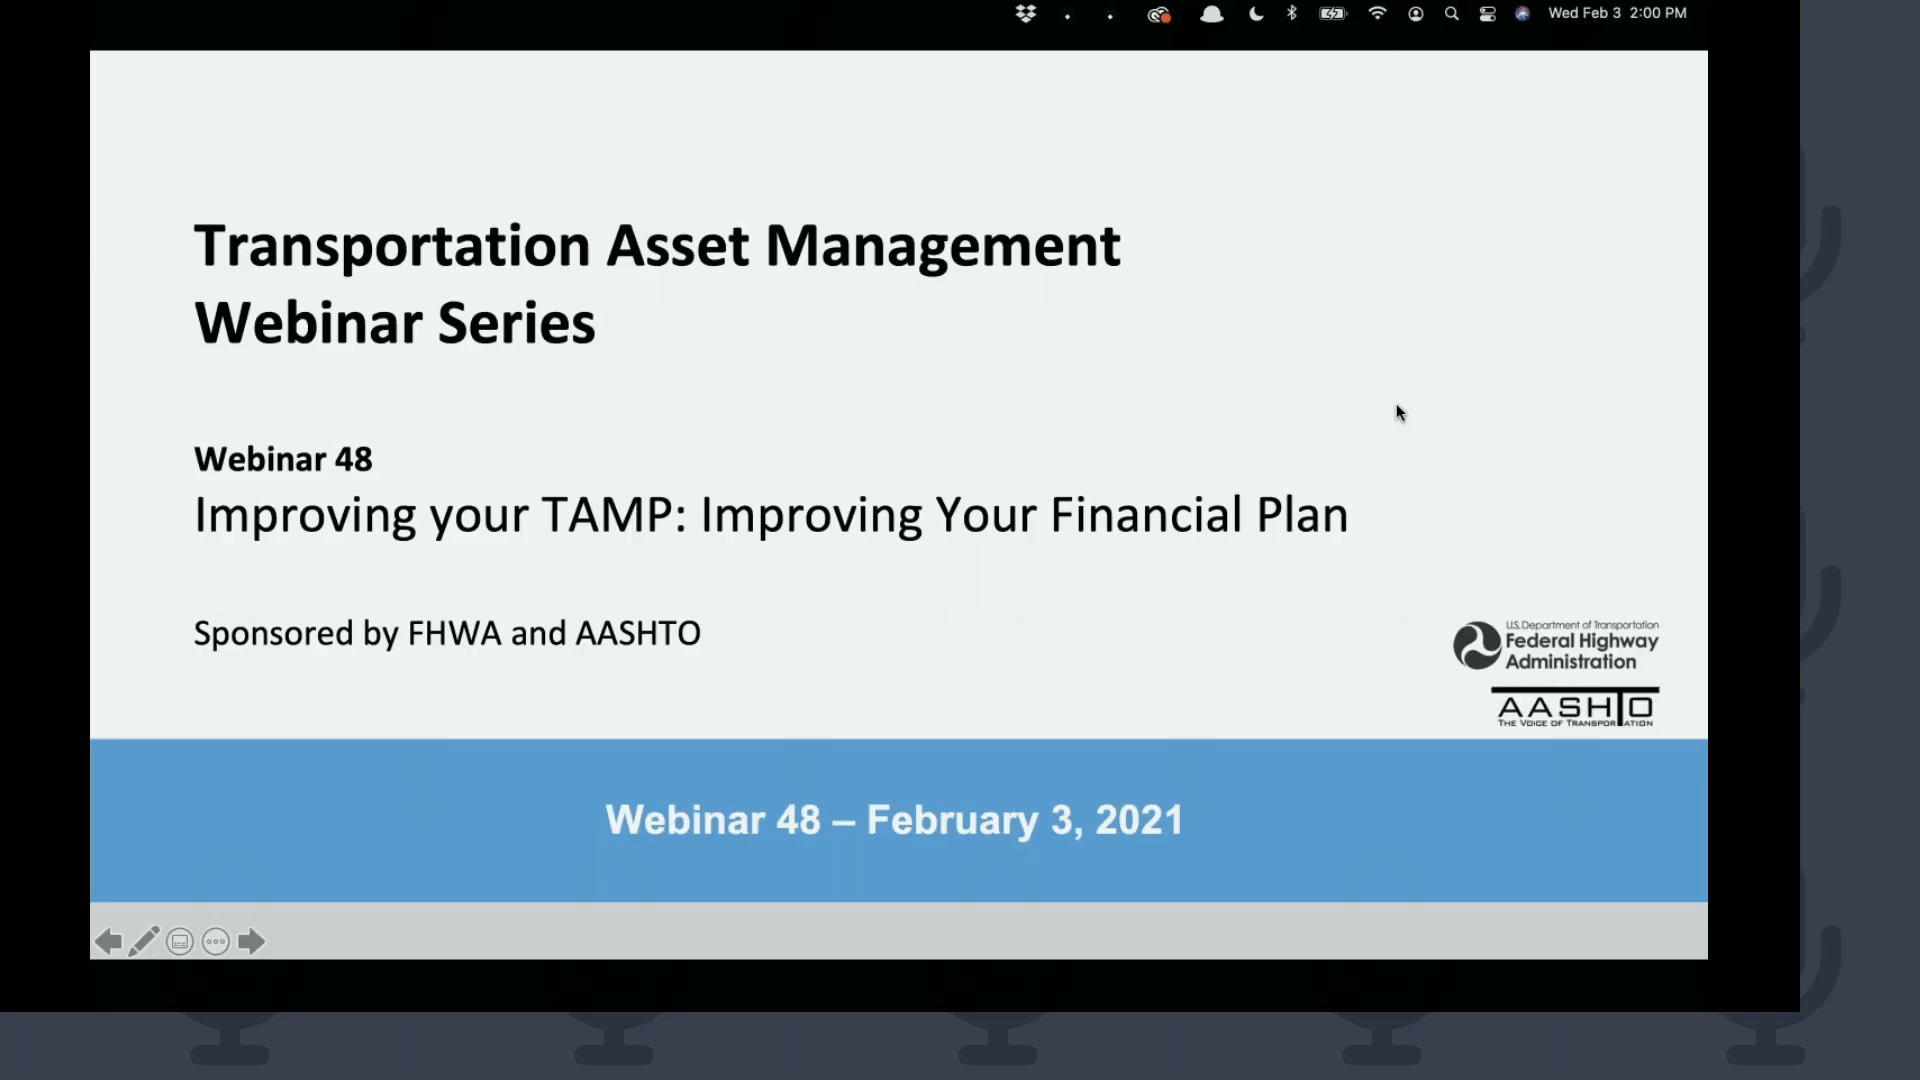 Wed Feb 3 2:00 PM
Transportation Asset Management
Webinar Series
Webinar 48
Improving your TAMP: Improving Your Financial Plan
Sponsored by FHWA and AASHTO
U.S. Department of Transportation
Federal Highway
Administration
AASHTO
THE VOICE OF TRANSPORTATION
Webinar 48 – February 3, 2021